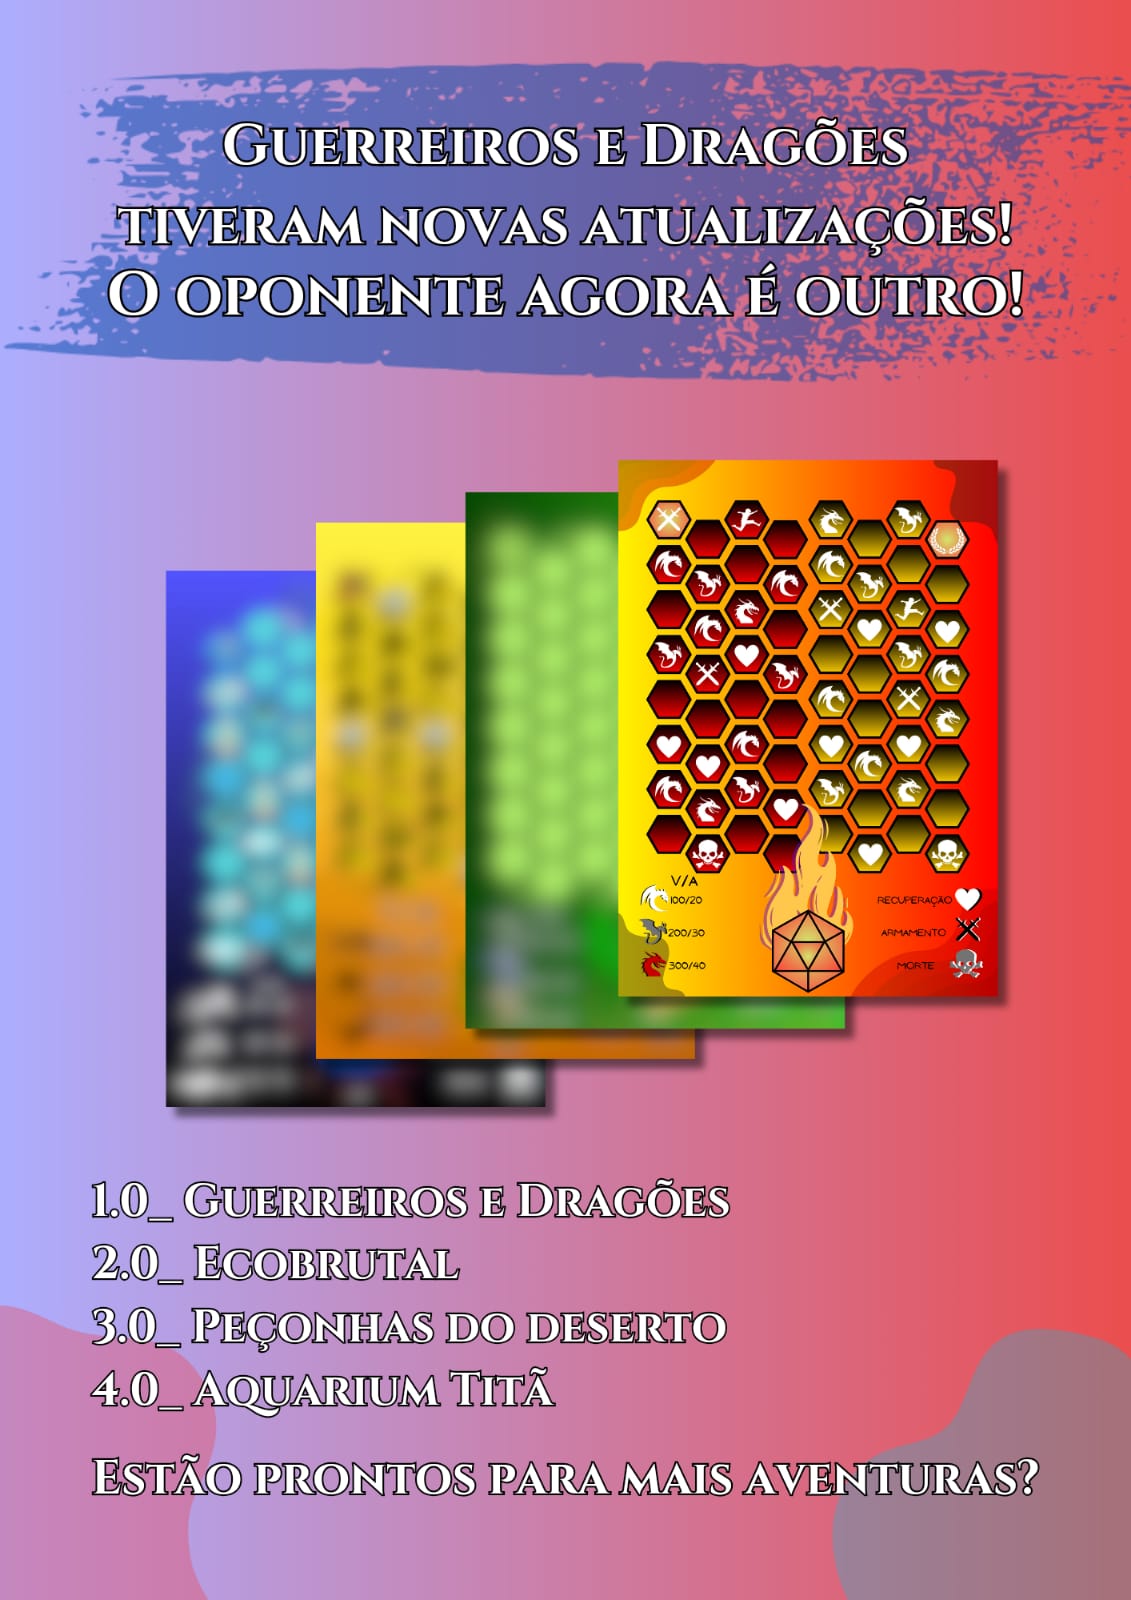 Guerreiros e Dragões
tiveram novas atualizações!
O oponente agora é outro!
V/A
100/20
200/30
300/40
RECUPERAÇÃO
ARMAMENTO
MORTE
1.0_ Guerreiros e Dragões
2.0_ Ecobrutal
3.0_ Peçonhas do deserto
4.0_ Aquarium Titã
Estão prontos para mais aventuras?